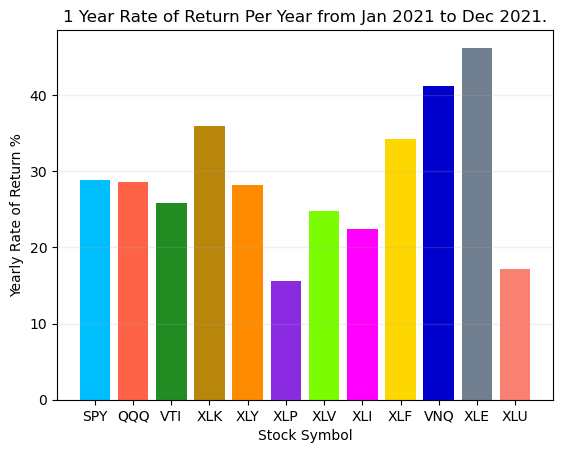 1 Year Rate of Return Per Year from Jan 2021 to Dec 2021.
Yearly Rate of Return %
40
30
20
10
0
SPY QQQ VTI XLK XLY XLP XLV XLI XLF VNQ XLE XLU
Stock Symbol